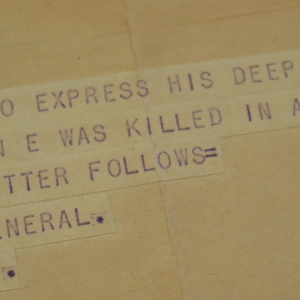 O EXPRESS HIS DEEP
N E WAS KILLED IN A
TTER FOLLOWS=
NERAL.
.